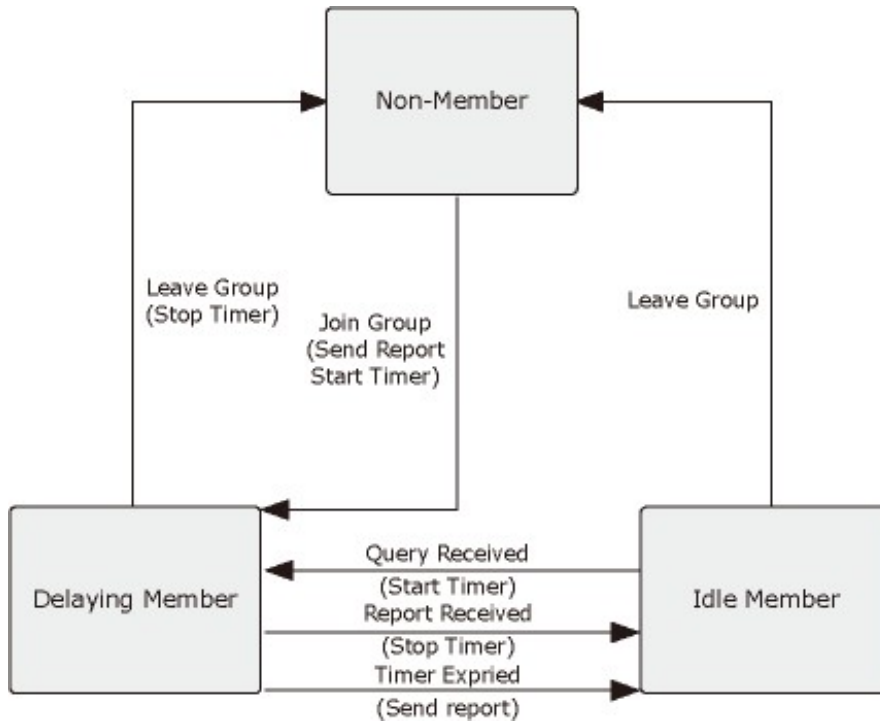 Non-Member
Leave Group
(Stop Timer)
Join Group
(Send Report
Start Timer)
Leave Group
Delaying Member
Query Received
(Start Timer)
Report Received
(Stop Timer)
Timer Expried
(Send report)
Idle Member